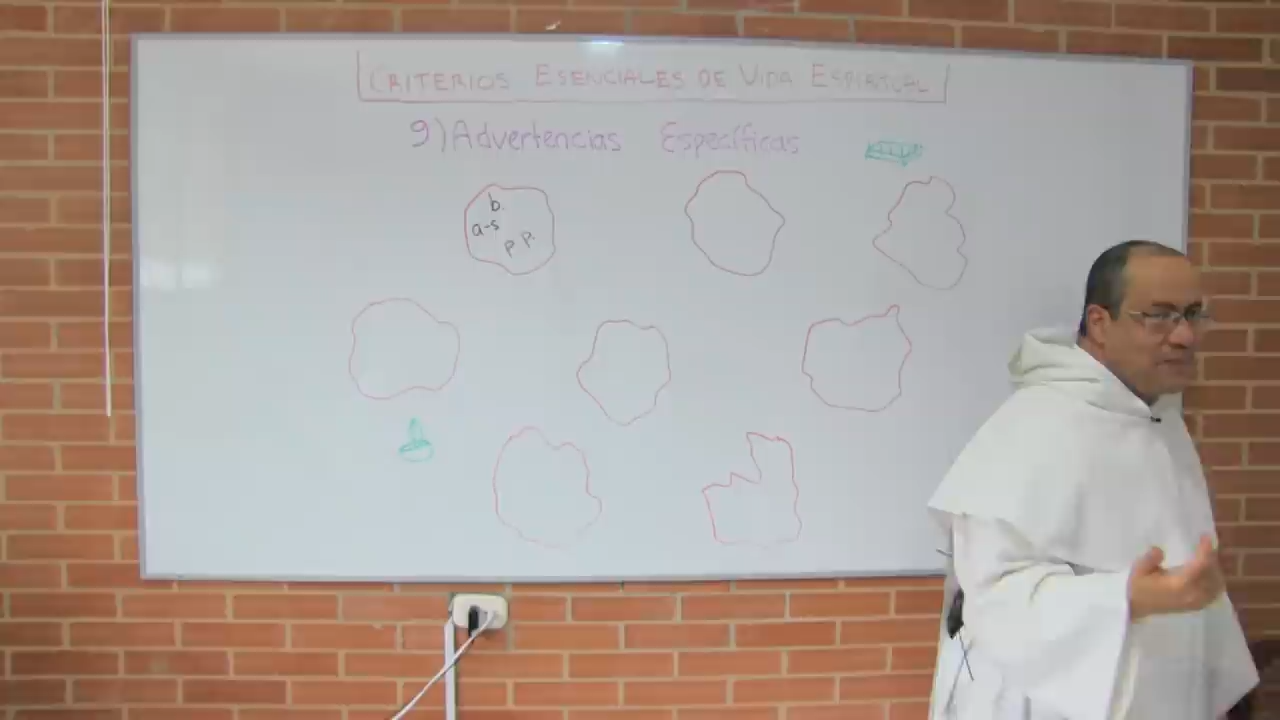 CRITERIOS ESENCIALES DE VIDA ESPIRITUAL
9) Advertencias Específicas
b.
a-s
p p.